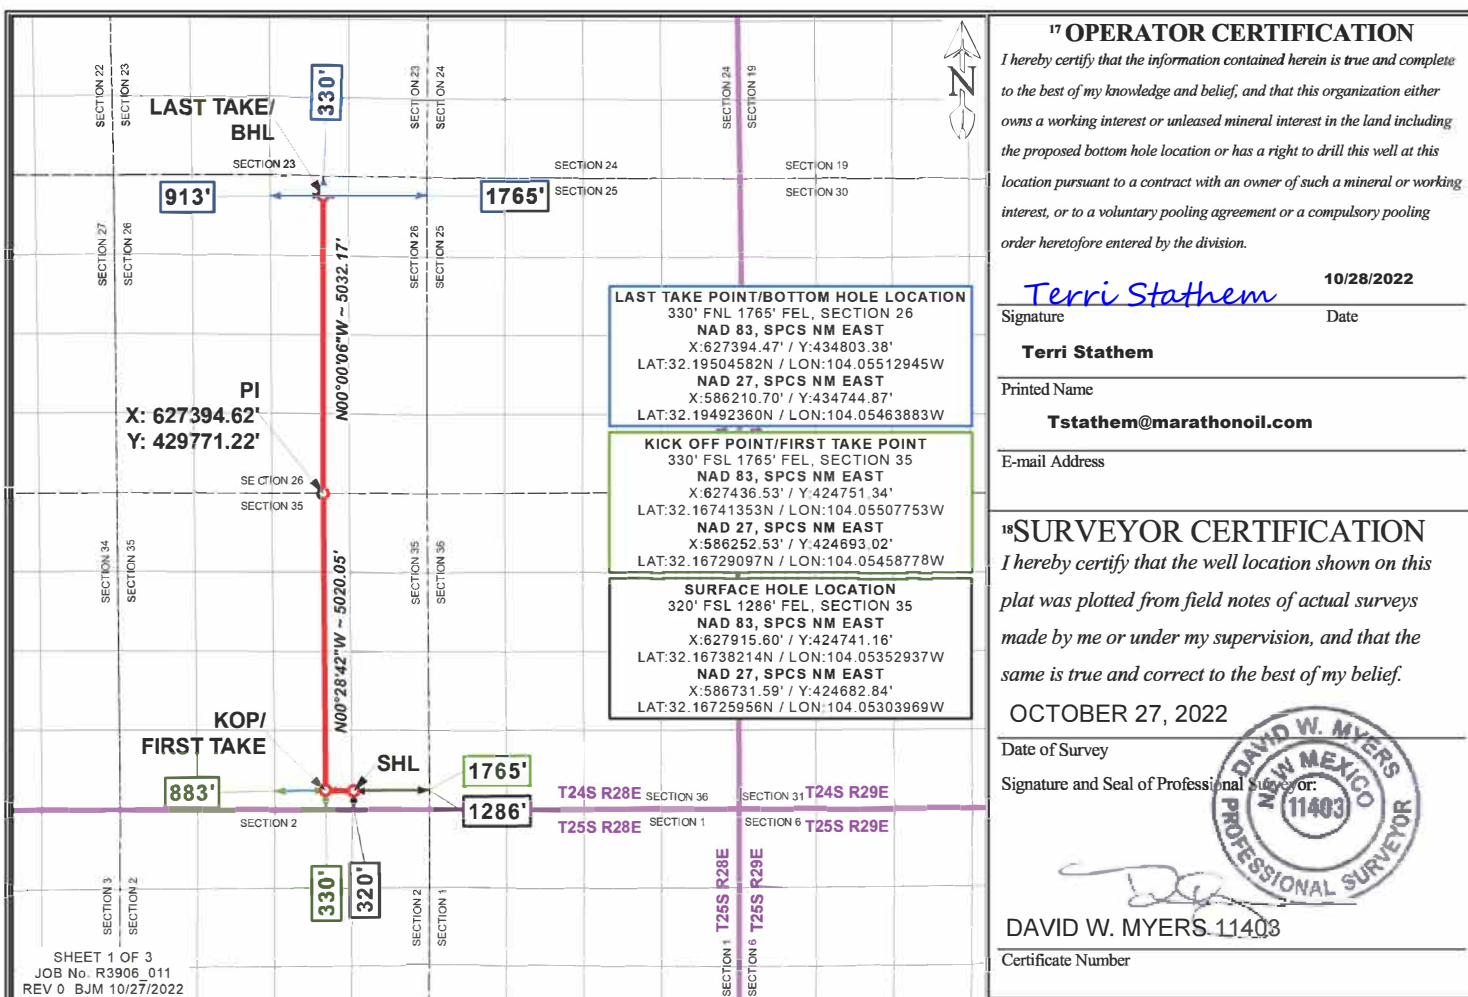 SECTION 22
SECTION 23
SECTION 23
SECTION 24
SECTION 24
SECTION 19
330'
N
LAST TAKE/
BHL
SECTION 23
SECTION 24
SECTION 19
913'
1765'
SECTION 25
SECTION 30
SECTION 27
SECTION 26
SECTION 26
SECTION 25
N00°00'06"W ~ 5032.17'
LAST TAKE POINT/BOTTOM HOLE LOCATION
330' FNL 1765' FEL, SECTION 26
NAD 83, SPCS NM EAST
X:627394.47' / Y:434803.38'
LAT:32.19504582N / LON:104.05512945W
NAD 27, SPCS NM EAST
X:586210.70' / Y:434744.87'
LAT:32.19492360N / LON:104.05463883W
PI
X: 627394.62'
Y: 429771.22'
KICK OFF POINT/FIRST TAKE POINT
330' FSL 1765' FEL, SECTION 35
NAD 83, SPCS NM EAST
X:627436.53' / Y:424751.34'
LAT:32.16741353N / LON:104.05507753W
NAD 27, SPCS NM EAST
X:586252.53' / Y:424693.02'
LAT:32.16729097N / LON:104.05458778W
SECTION 26
SECTION 35
SECTION 34
SECTION 35
SECTION 35
SECTION 36
N00°28'42"W ~ 5020.05'
SURFACE HOLE LOCATION
320' FSL 1286' FEL, SECTION 35
NAD 83, SPCS NM EAST
X:627915.60' / Y:424741.16'
LAT:32.16738214N / LON:104.05352937W
NAD 27, SPCS NM EAST
X:586731.59' / Y:424682.84'
LAT:32.16725956N / LON:104.05303969W
KOP/
FIRST TAKE
SHL
883'
1765'
1286'
T24S R28E SECTION 36
SECTION 31 T24S R29E
SECTION 2
T25S R28E SECTION 1
SECTION 6 T25S R29E
330'
320'
SECTION 3
SECTION 2
SECTION 2
SECTION 1
SECTION 1 T25S R28E
SECTION 6 T25S R29E
SHEET 1 OF 3
JOB No. R3906_011
REV 0 BJM 10/27/2022
17 OPERATOR CERTIFICATION
I hereby certify that the information contained herein is true and complete
to the best of my knowledge and belief, and that this organization either
owns a working interest or unleased mineral interest in the land including
the proposed bottom hole location or has a right to drill this well at this
location pursuant to a contract with an owner of such a mineral or working
interest, or to a voluntary pooling agreement or a compulsory pooling
order heretofore entered by the division.
Terri Stathem
10/28/2022
Signature
Date
Terri Stathem
Printed Name
Tstathem@marathonoil.com
E-mail Address
18 SURVEYOR CERTIFICATION
I hereby certify that the well location shown on this
plat was plotted from field notes of actual surveys
made by me or under my supervision, and that the
same is true and correct to the best of my belief.
OCTOBER 27, 2022
Date of Survey
Signature and Seal of Professional Surveyor:
DAVID W. MYERS
NEW MEXICO
11403
PROFESSIONAL SURVEYOR
DAVID W. MYERS 11403
Certificate Number